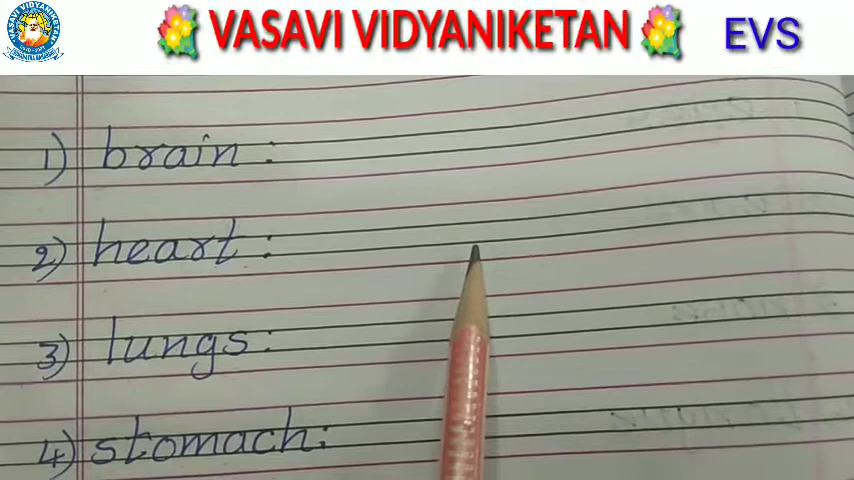 VASAVI VIDYANIKETAN EVS
1) brain :
2) heart :
3) lungs :
4) stomach :